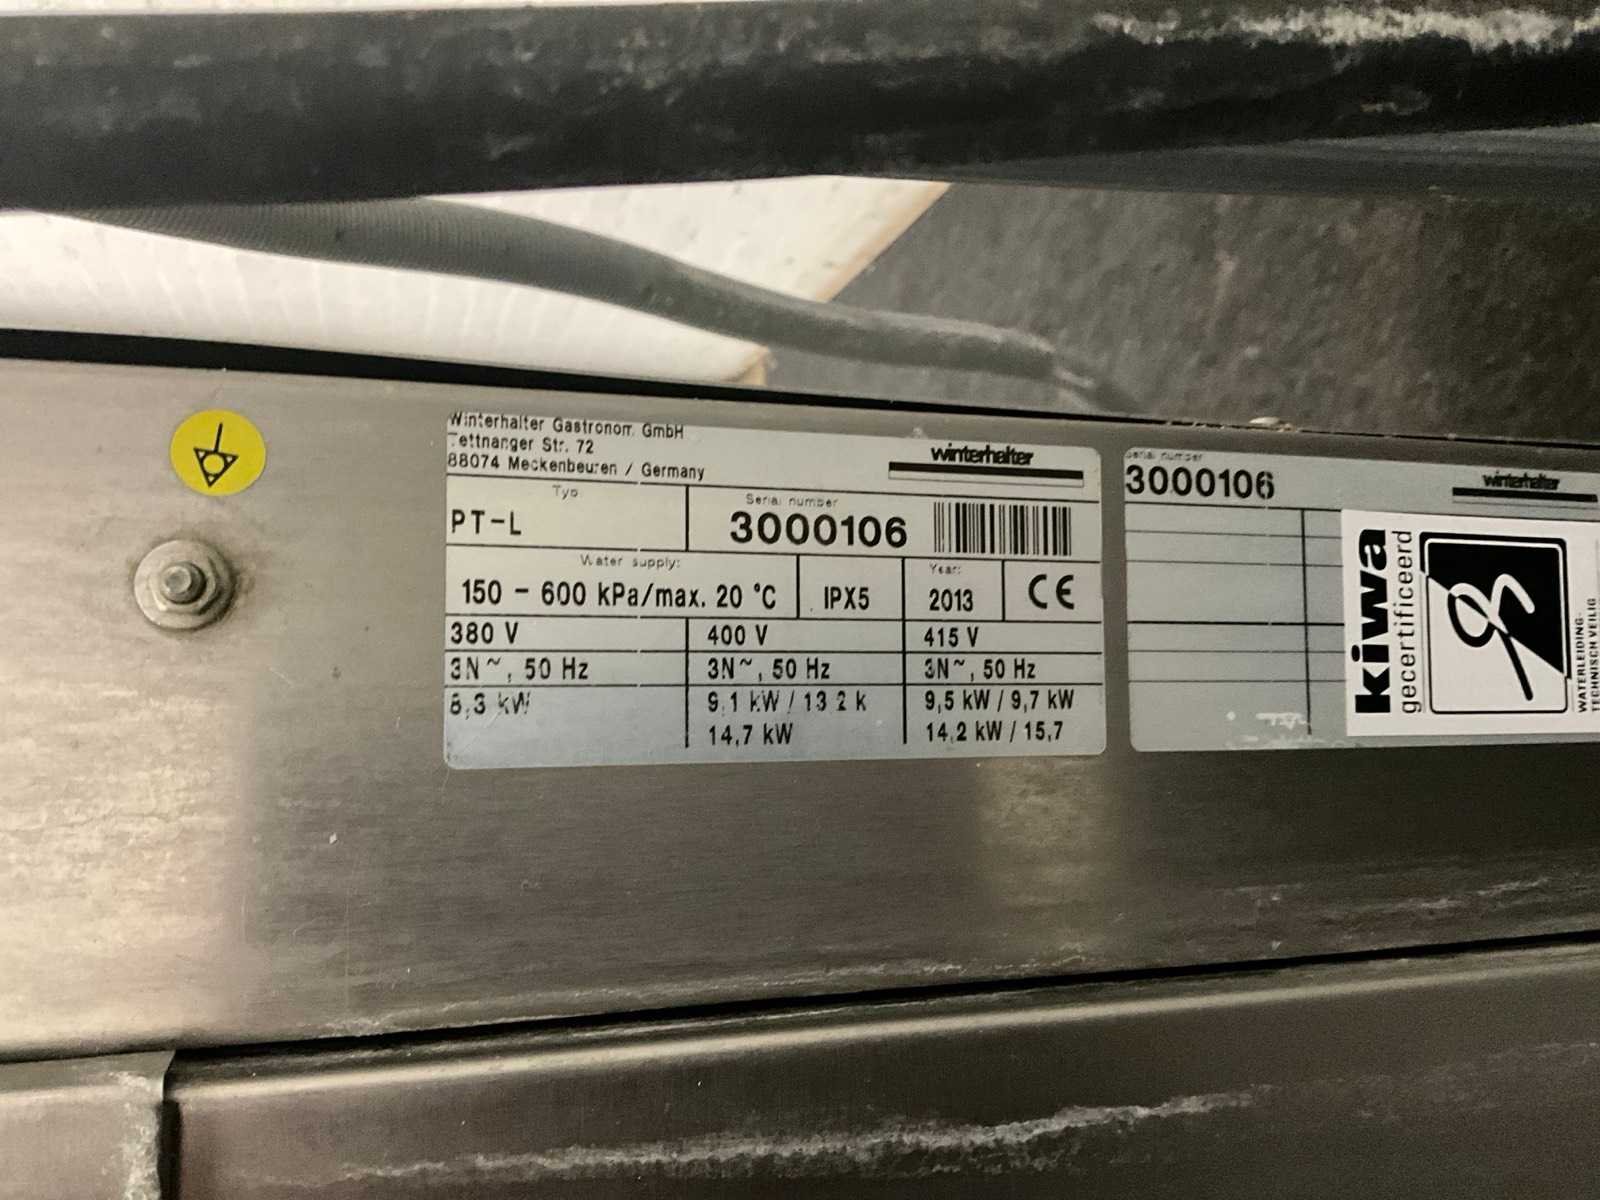 Winterhalter Gastronom GmbH
Tettnanger Str. 72
88074 Meckenbeuren / Germany
winterhalter
Typ
PT-L
Serial number
3000106
Water supply:
150 - 600 kPa/max. 20 °C
IPX5
Year:
2013
CE
380 V
400 V
415 V
3N~, 50 Hz
3N~, 50 Hz
3N~, 50 Hz
8,3 kW
9,1 kW / 13,2 k
9,5 kW / 9,7 kW
14,7 kW
14,2 kW / 15,7
Serial number
3000106
winterhalter
kiwa
gecertificeerd
WATERLEIDING-
TECHNISCH VEILIG